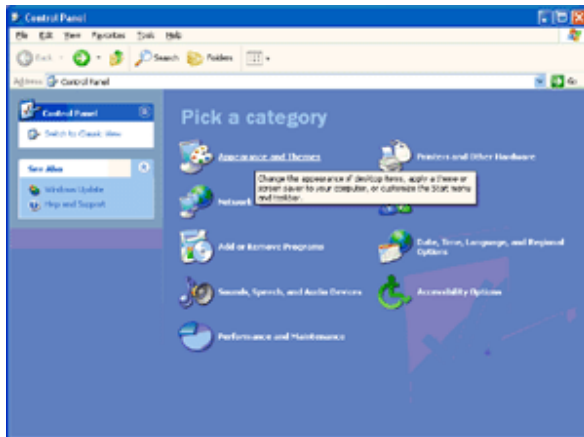 Control Panel
File Edit View Favorites Tools Help
Back Search Folders
Address Control Panel Go
Control Panel
Switch to Classic View
See Also
Windows Update
Help and Support
Pick a category
Appearance and Themes
Printers and Other Hardware
Change the appearance of desktop items, apply a theme or
screen saver to your computer, or customize the Start menu
and taskbar.
Network
Add or Remove Programs
Date, Time, Language, and Regional
Options
Sounds, Speech, and Audio Devices
Accessibility Options
Performance and Maintenance